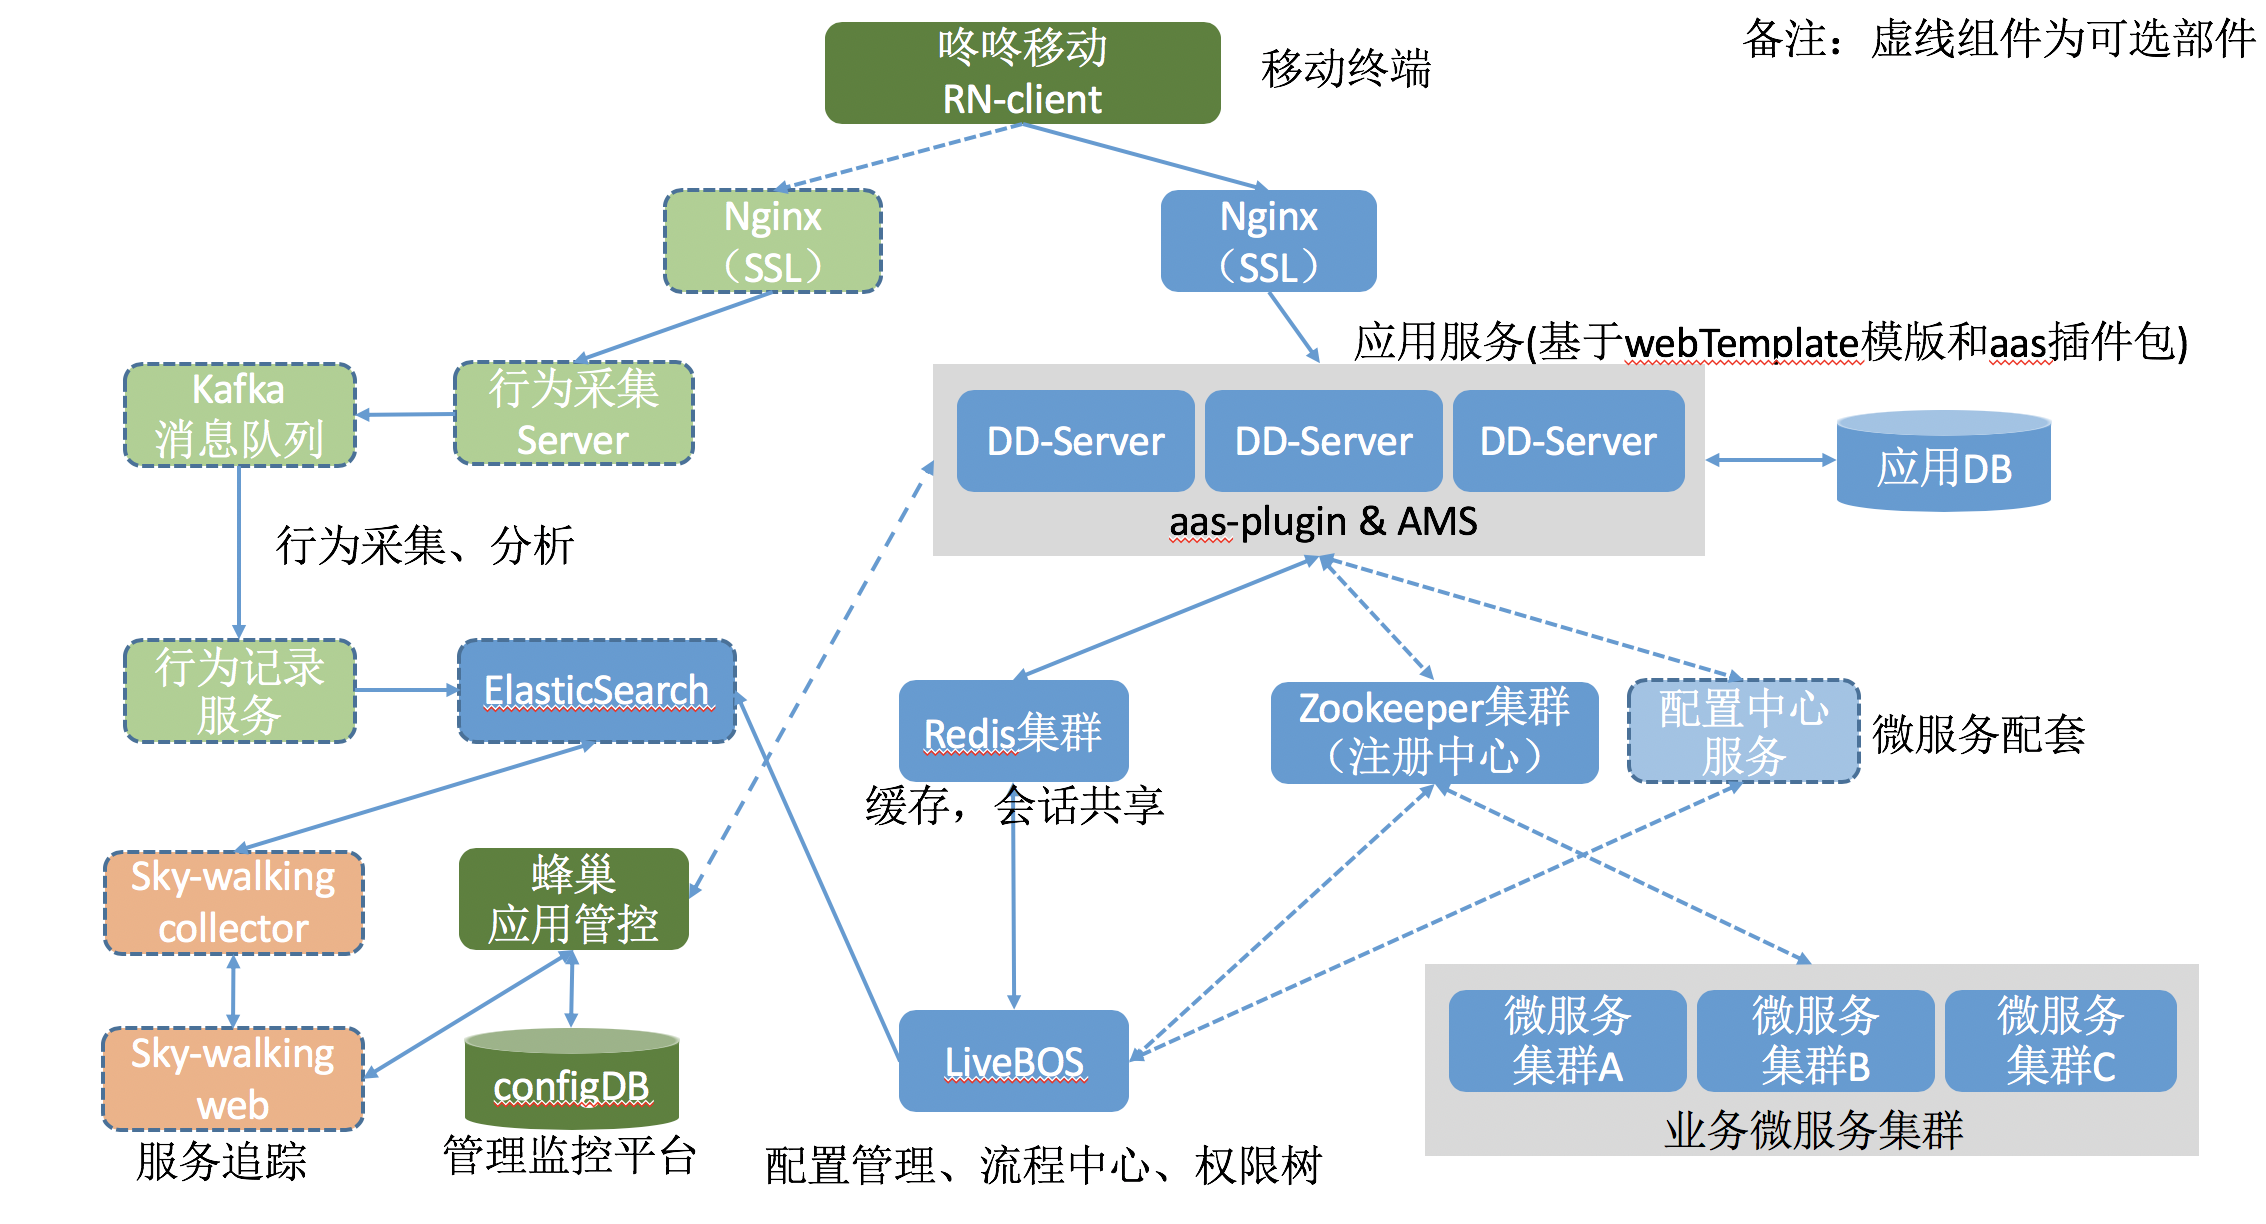 备注：虚线组件为可选部件
咚咚移动
RN-client
移动终端
Nginx
（SSL）
Nginx
（SSL）
应用服务(基于webTemplate模版和aas插件包)
Kafka
消息队列
行为采集
Server
DD-Server
DD-Server
DD-Server
aas-plugin & AMS
应用DB
行为采集、分析
行为记录
服务
ElasticSearch
Redis集群
缓存，会话共享
Zookeeper集群
（注册中心）
配置中心
服务
微服务配套
Sky-walking
collector
蜂巢
应用管控
Sky-walking
web
服务追踪
configDB
管理监控平台
LiveBOS
配置管理、流程中心、权限树
微服务
集群A
微服务
集群B
微服务
集群C
业务微服务集群